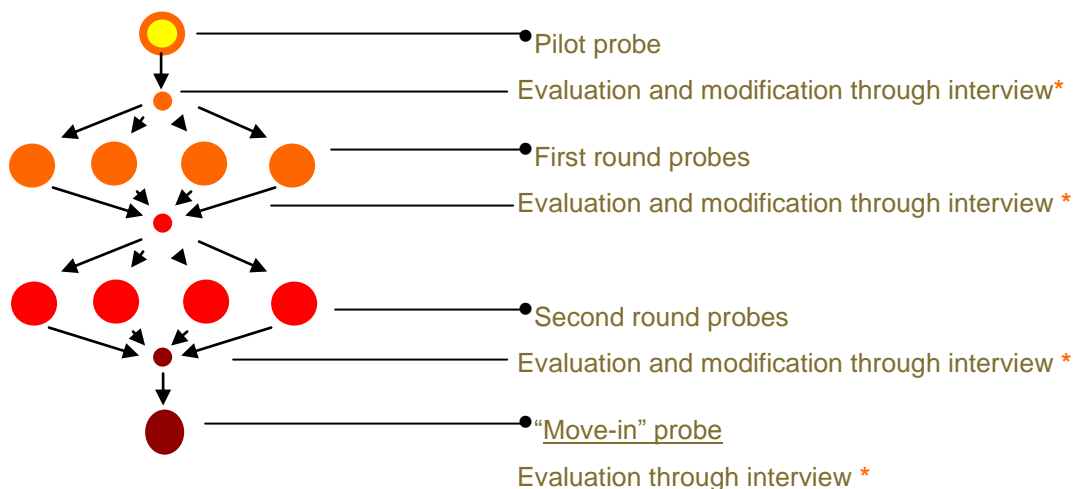 Pilot probe
Evaluation and modification through interview*
First round probes
Evaluation and modification through interview *
Second round probes
Evaluation and modification through interview *
“Move-in” probe
Evaluation through interview *